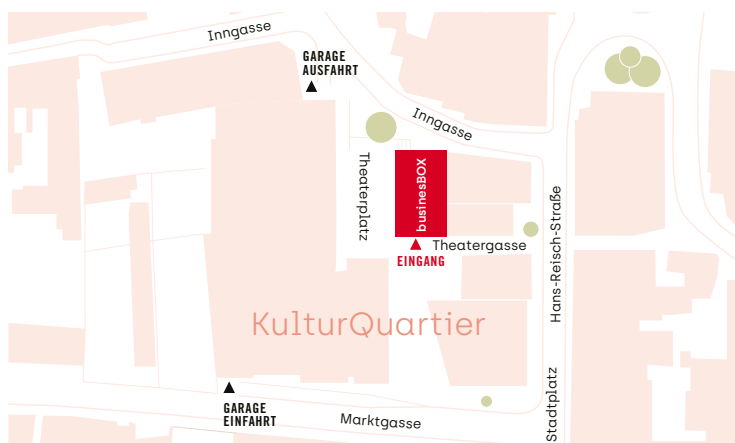 Inngasse
GARAGE
AUSFAHRT
Inngasse
Theaterplatz
businesBOX
Theatergasse
EINGANG
Hans-Reisch-Straße
KulturQuartier
Stadtplatz
GARAGE
EINFAHRT
Marktgasse